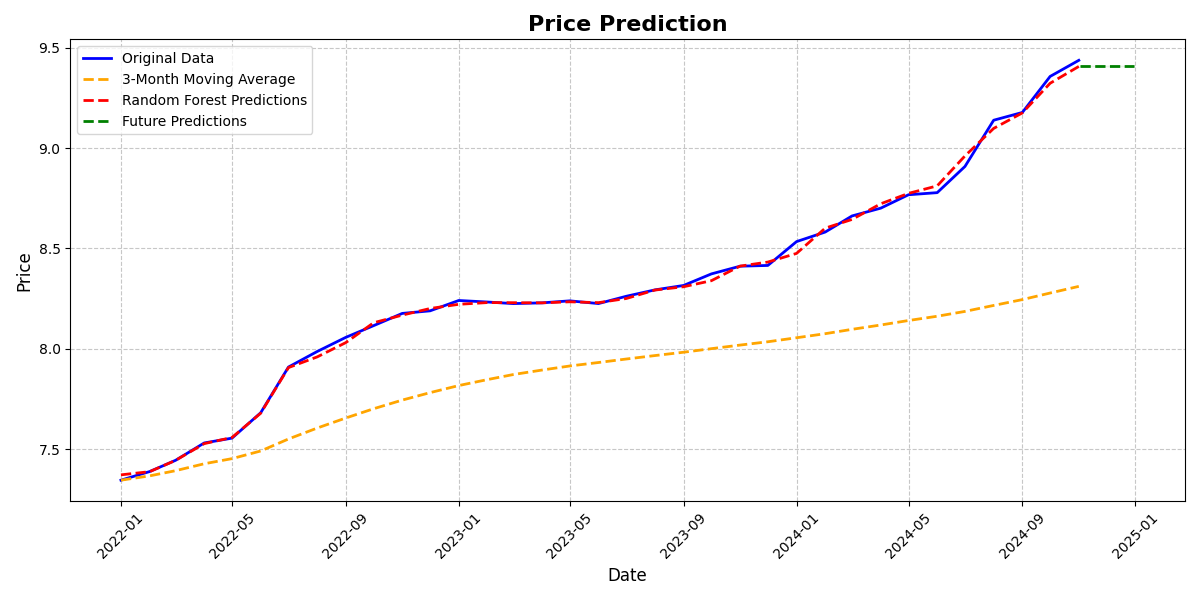 Price Prediction
Original Data
3-Month Moving Average
Random Forest Predictions
Future Predictions
Price
9.5
9.0
8.5
8.0
7.5
2022-01
2022-05
2022-09
2023-01
2023-05
2023-09
2024-01
2024-05
2024-09
2025-01
Date